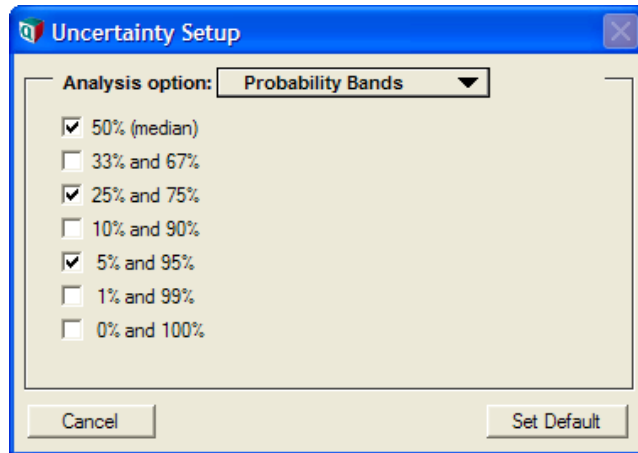 Uncertainty Setup
Analysis option: Probability Bands
50% (median)
33% and 67%
25% and 75%
10% and 90%
5% and 95%
1% and 99%
0% and 100%
Cancel Set Default